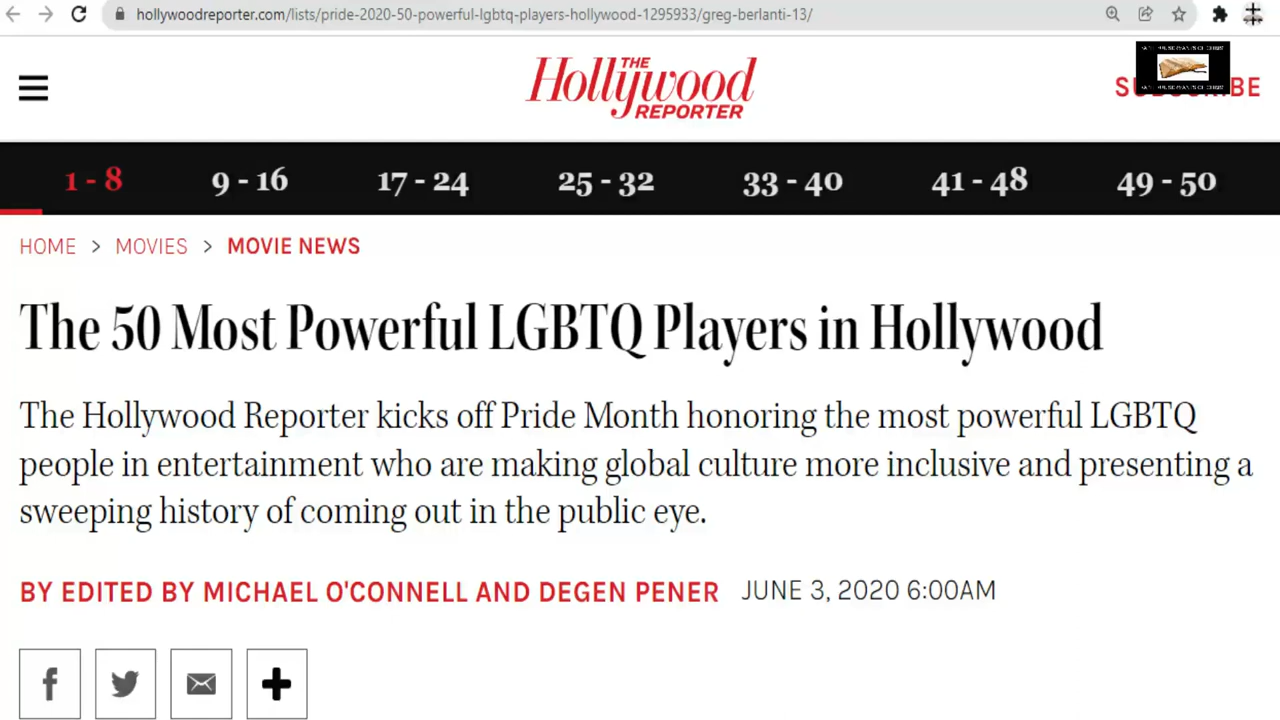 hollywoodreporter.com/lists/pride-2020-50-powerful-lgbtq-players-hollywood-1295933/greg-berlanti-13/
THE
Hollywood
REPORTER
1 - 8 9 - 16 17 - 24 25 - 32 33 - 40 41 - 48 49 - 50
HOME > MOVIES > MOVIE NEWS
The 50 Most Powerful LGBTQ Players in Hollywood
The Hollywood Reporter kicks off Pride Month honoring the most powerful LGBTQ
people in entertainment who are making global culture more inclusive and presenting a
sweeping history of coming out in the public eye.
BY EDITED BY MICHAEL O'CONNELL AND DEGEN PENER JUNE 3, 2020 6:00AM